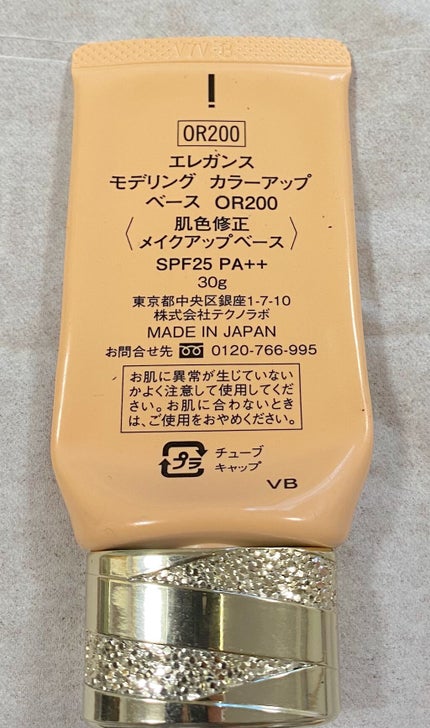 OR200
エレガンス
モデリング カラーアップ
ベース OR200
〈肌色修正
メイクアップベース〉
SPF25 PA++
30g
東京都中央区銀座1-7-10
株式会社テクノラボ
MADE IN JAPAN
お問合せ先 0120-766-995
お肌に異常が生じていない
かよく注意して使用してくだ
さい。お肌に合わないとき
は、ご使用をおやめください。
プラ チューブ
キャップ
VB